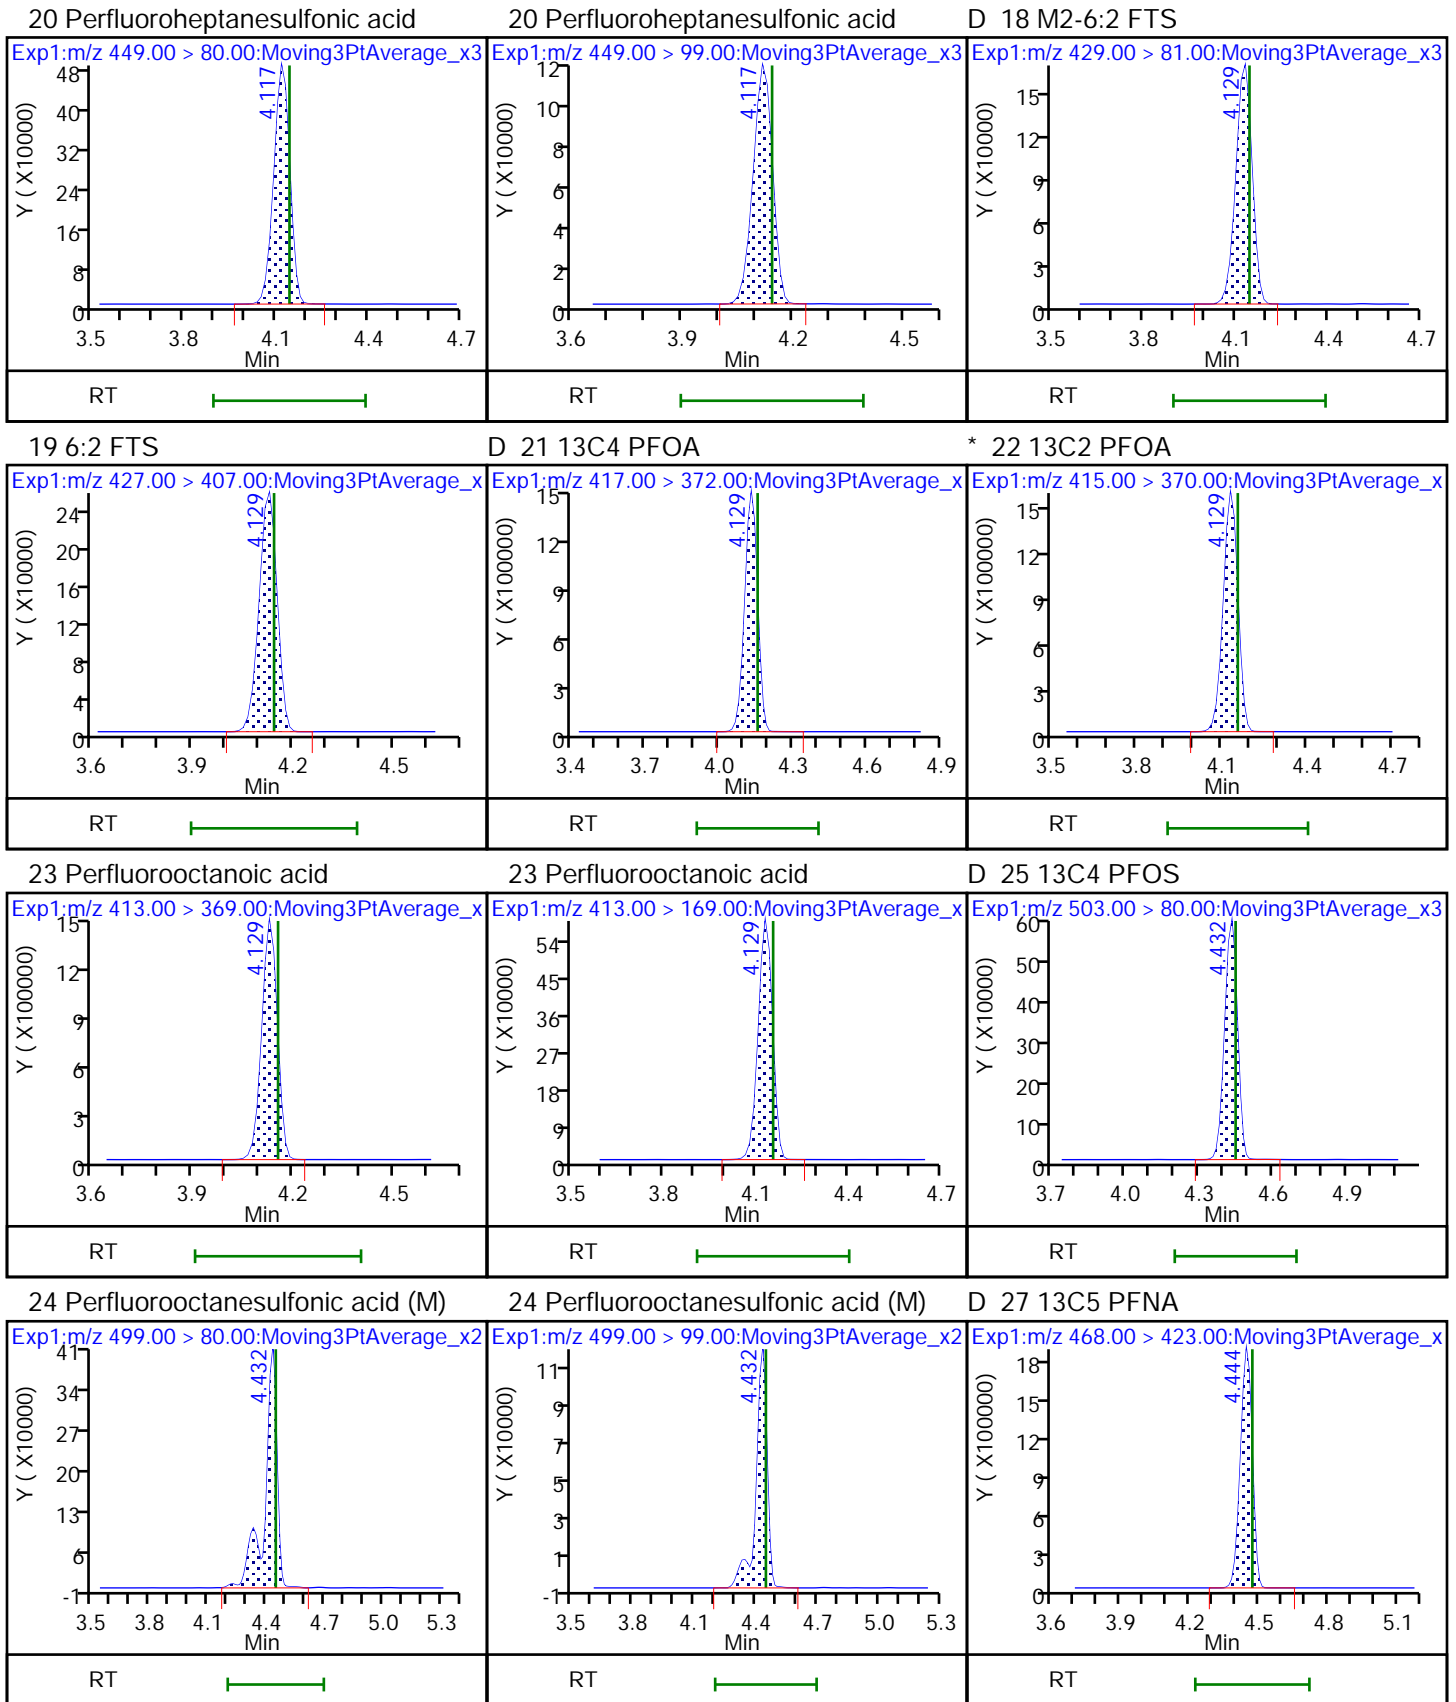 20 Perfluoroheptanesulfonic acid
Exp1:m/z 449.00 > 80.00:Moving3PtAverage_x3
4.117
48
40
32
24
16
8
0
Y ( X10000)
3.5 3.8 4.1 4.4 4.7
Min
RT
20 Perfluoroheptanesulfonic acid
Exp1:m/z 449.00 > 99.00:Moving3PtAverage_x3
4.117
12
10
8
6
4
2
0
Y ( X10000)
3.6 3.9 4.2 4.5
Min
RT
D 18 M2-6:2 FTS
Exp1:m/z 429.00 > 81.00:Moving3PtAverage_x3
4.129
15
12
9
6
3
0
Y ( X10000)
3.5 3.8 4.1 4.4 4.7
Min
RT
19 6:2 FTS
Exp1:m/z 427.00 > 407.00:Moving3PtAverage_x
4.129
24
20
16
12
8
4
0
Y ( X10000)
3.6 3.9 4.2 4.5
Min
RT
D 21 13C4 PFOA
Exp1:m/z 417.00 > 372.00:Moving3PtAverage_x
4.129
15
12
9
6
3
0
Y ( X100000)
3.4 3.7 4.0 4.3 4.6 4.9
Min
RT
* 22 13C2 PFOA
Exp1:m/z 415.00 > 370.00:Moving3PtAverage_x
4.129
15
12
9
6
3
0
Y ( X100000)
3.5 3.8 4.1 4.4 4.7
Min
RT
23 Perfluorooctanoic acid
Exp1:m/z 413.00 > 369.00:Moving3PtAverage_x
4.129
15
12
9
6
3
0
Y ( X100000)
3.6 3.9 4.2 4.5
Min
RT
23 Perfluorooctanoic acid
Exp1:m/z 413.00 > 169.00:Moving3PtAverage_x
4.129
54
45
36
27
18
9
0
Y ( X10000)
3.5 3.8 4.1 4.4 4.7
Min
RT
D 25 13C4 PFOS
Exp1:m/z 503.00 > 80.00:Moving3PtAverage_x3
4.432
60
50
40
30
20
10
0
Y ( X10000)
3.7 4.0 4.3 4.6 4.9
Min
RT
24 Perfluorooctanesulfonic acid (M)
Exp1:m/z 499.00 > 80.00:Moving3PtAverage_x2
4.432
41
34
27
20
13
6
-1
Y ( X10000)
3.5 3.8 4.1 4.4 4.7 5.0 5.3
Min
RT
24 Perfluorooctanesulfonic acid (M)
Exp1:m/z 499.00 > 99.00:Moving3PtAverage_x2
4.432
11
9
7
5
3
1
-1
Y ( X10000)
3.5 3.8 4.1 4.4 4.7 5.0 5.3
Min
RT
D 27 13C5 PFNA
Exp1:m/z 468.00 > 423.00:Moving3PtAverage_x
4.444
18
15
12
9
6
3
0
Y ( X100000)
3.6 3.9 4.2 4.5 4.8 5.1
Min
RT